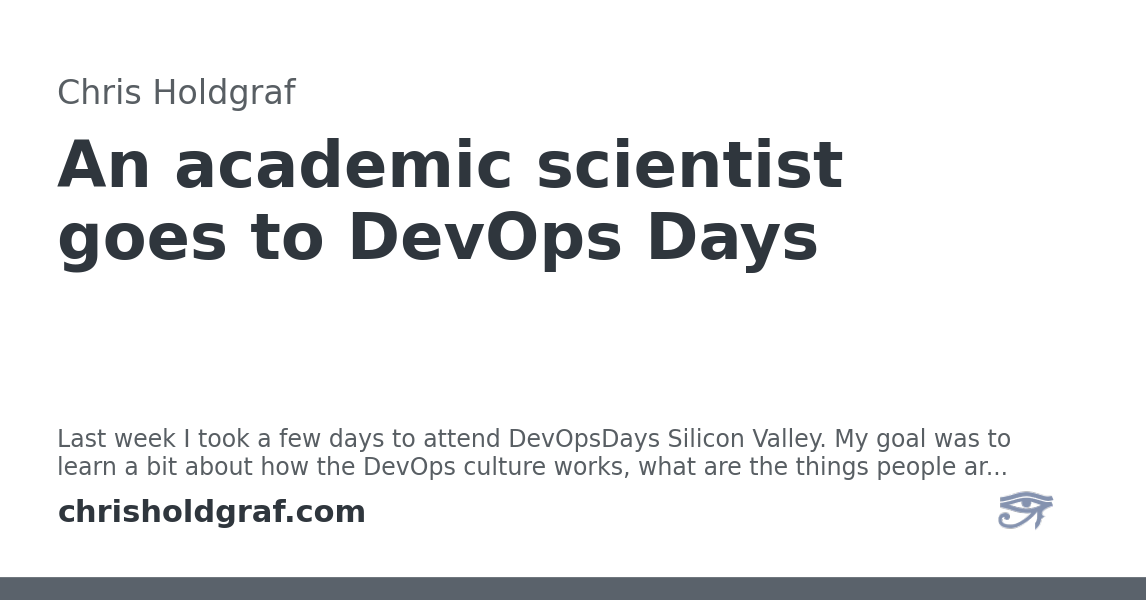 Chris Holdgraf
An academic scientist
goes to DevOps Days
Last week I took a few days to attend DevOpsDays Silicon Valley. My goal was to
learn a bit about how the DevOps culture works, what are the things people ar...
chrisholdgraf.com